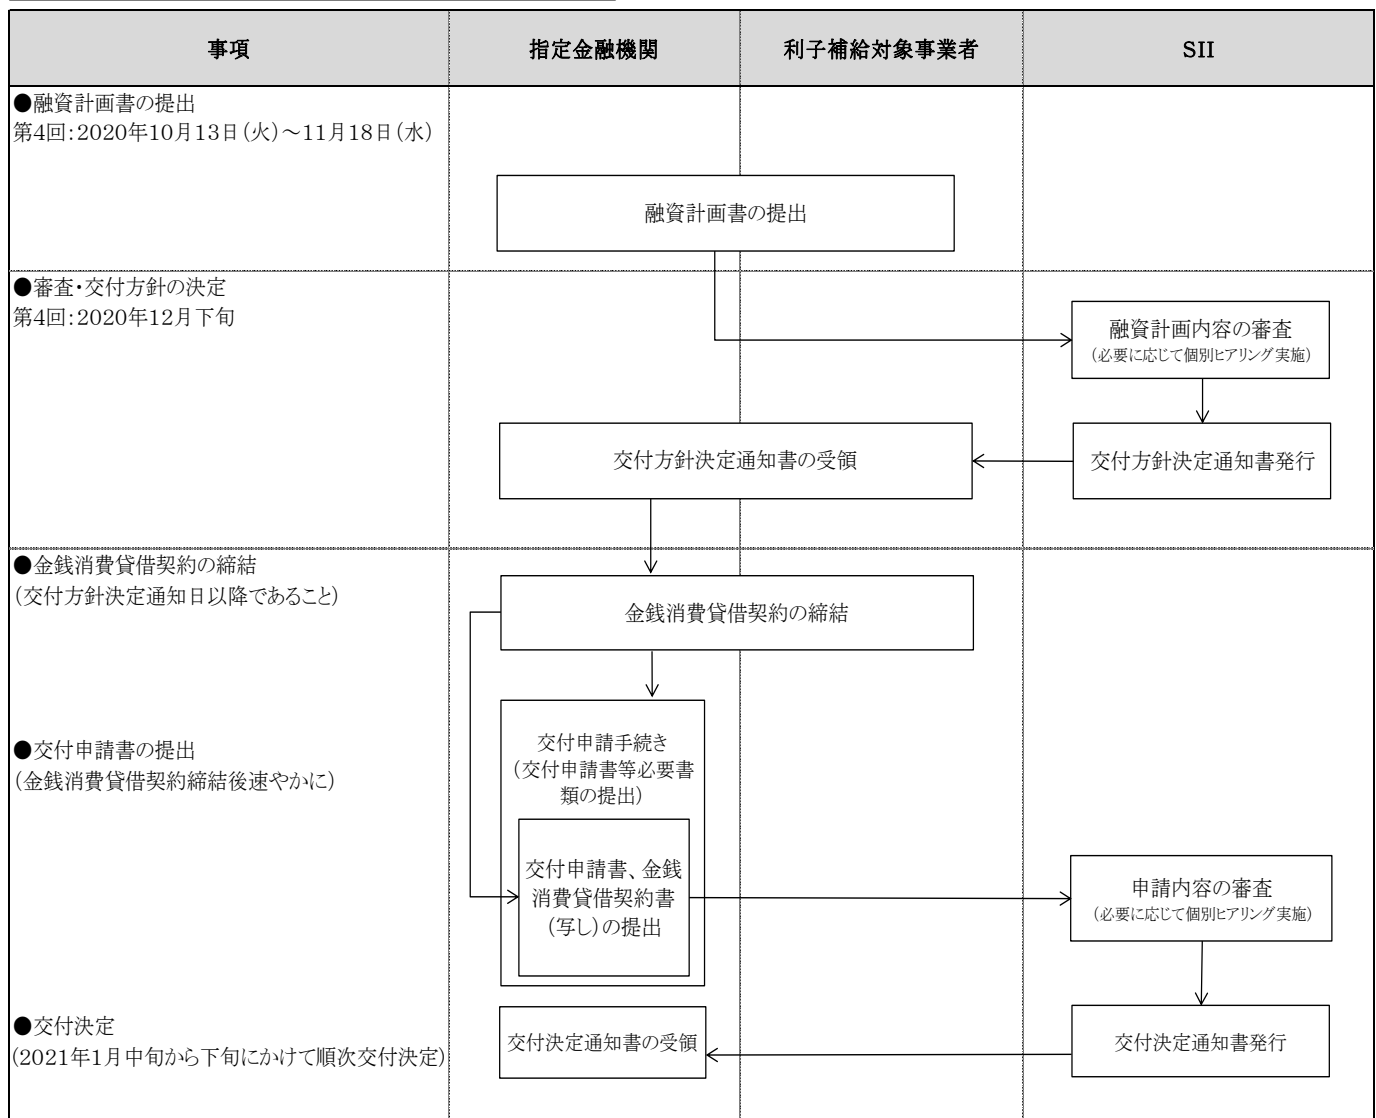 事項
指定金融機関
利子補給対象事業者
SII
●融資計画書の提出
第4回:2020年10月13日(火)～11月18日(水)
融資計画書の提出
●審査・交付方針の決定
第4回:2020年12月下旬
融資計画内容の審査
(必要に応じて個別ヒアリング実施)
交付方針決定通知書の受領
交付方針決定通知書発行
●金銭消費貸借契約の締結
(交付方針決定通知日以降であること)
金銭消費貸借契約の締結
●交付申請書の提出
(金銭消費貸借契約締結後速やかに)
交付申請手続き
(交付申請書等必要書
類の提出)
交付申請書、金銭
消費貸借契約書
(写し)の提出
申請内容の審査
(必要に応じて個別ヒアリング実施)
●交付決定
(2021年1月中旬から下旬にかけて順次交付決定)
交付決定通知書の受領
交付決定通知書発行